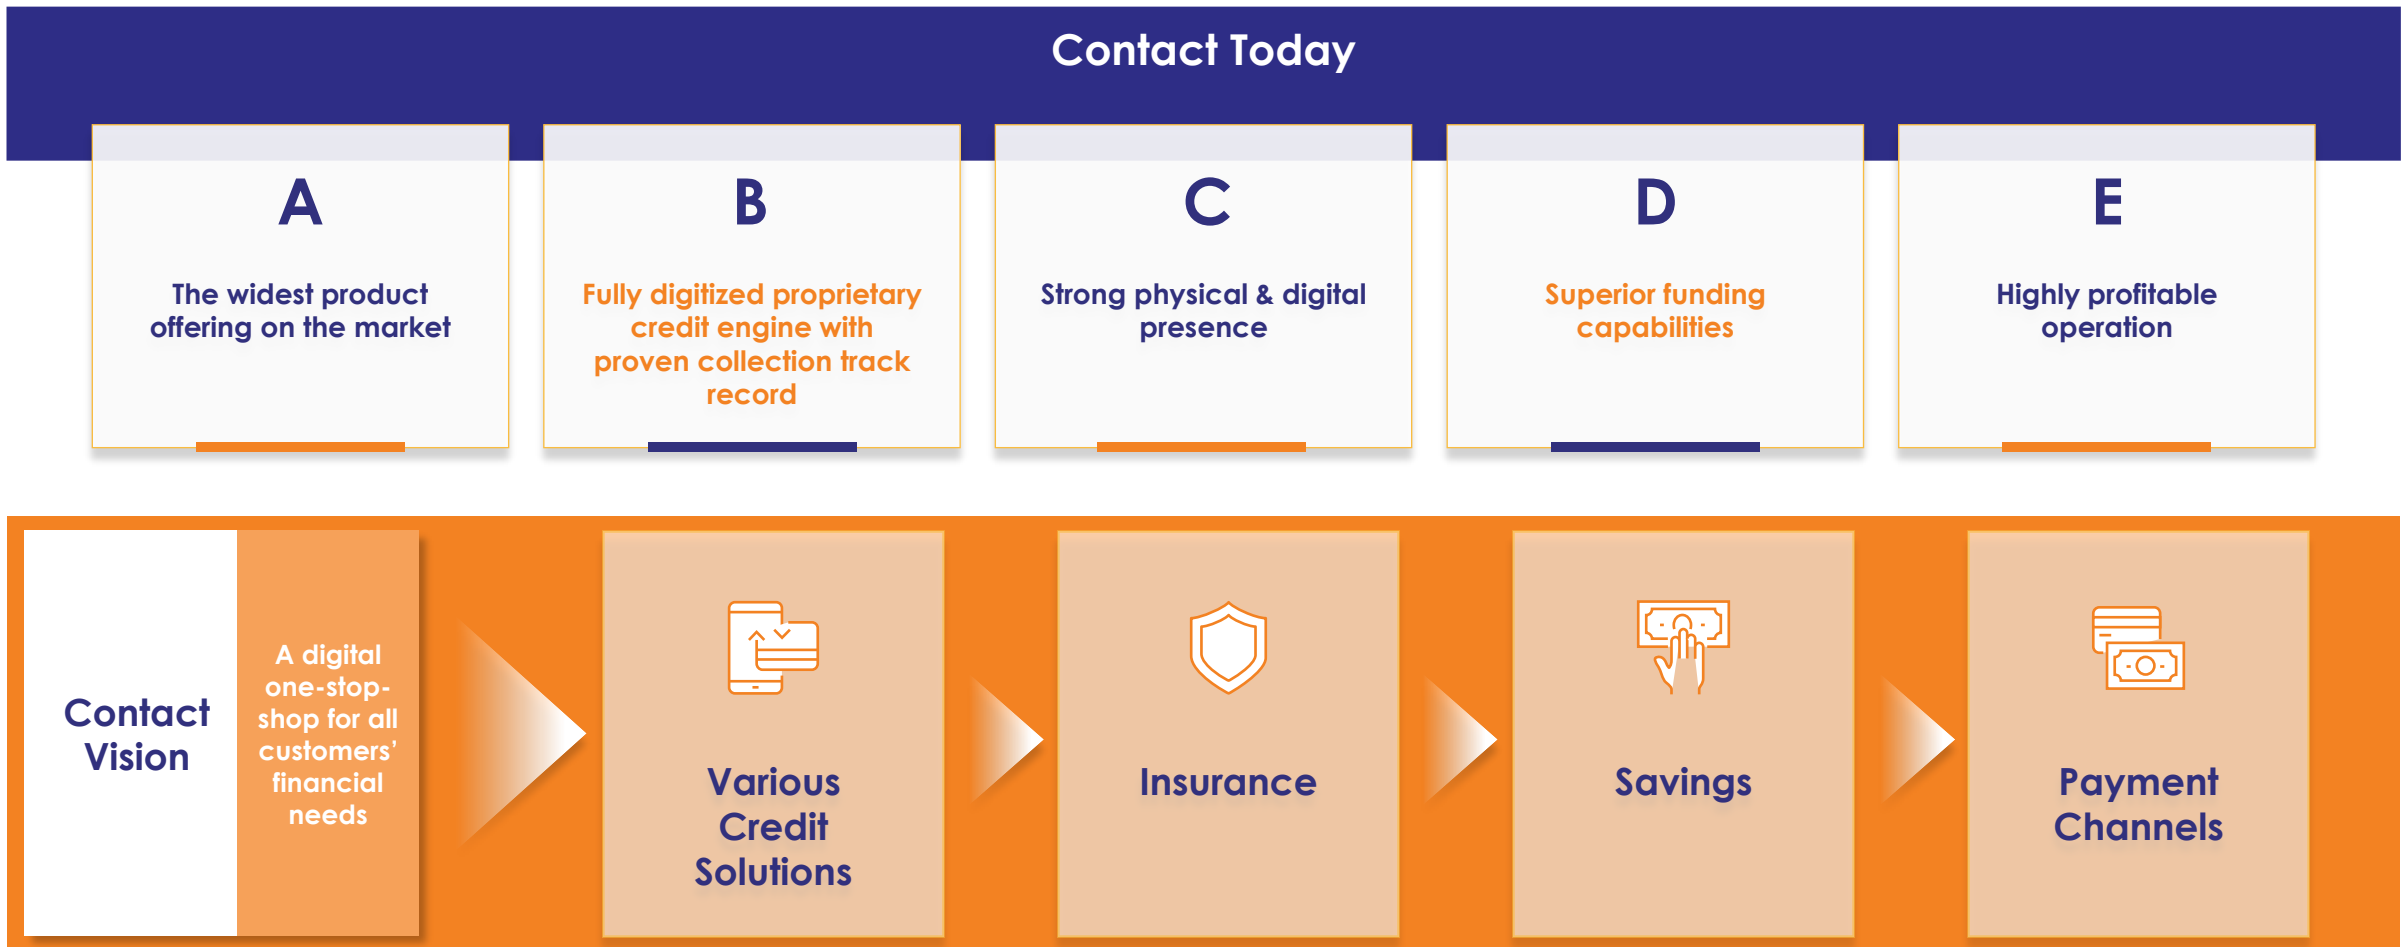 Contact Today
A
The widest product
offering on the market
B
Fully digitized proprietary
credit engine with
proven collection track
record
C
Strong physical & digital
presence
D
Superior funding
capabilities
E
Highly profitable
operation
Contact
Vision
A digital
one-stop-
shop for all
customers’
financial
needs
Various
Credit
Solutions
Insurance
Savings
Payment
Channels